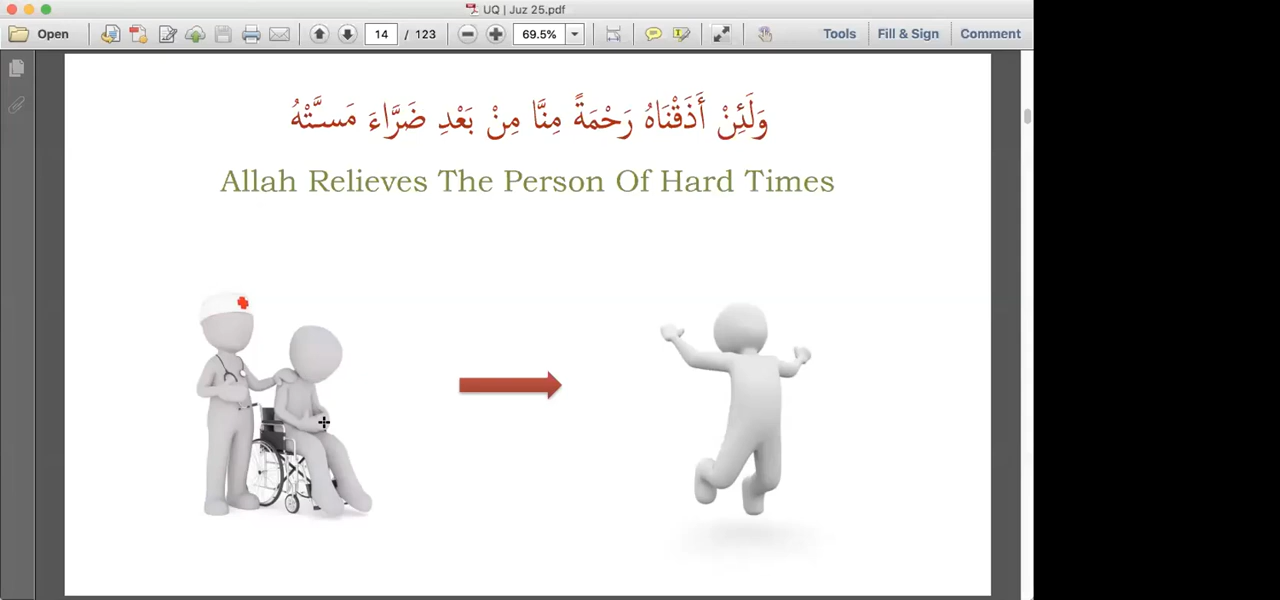 UQ | Juz 25.pdf
Open
14 / 123
69.5%
Tools
Fill & Sign
Comment
وَلَئِنْ أَذَقْنَاهُ رَحْمَةً مِنَّا مِنْ بَعْدِ ضَرَّاءَ مَسَّتْهُ
Allah Relieves The Person Of Hard Times